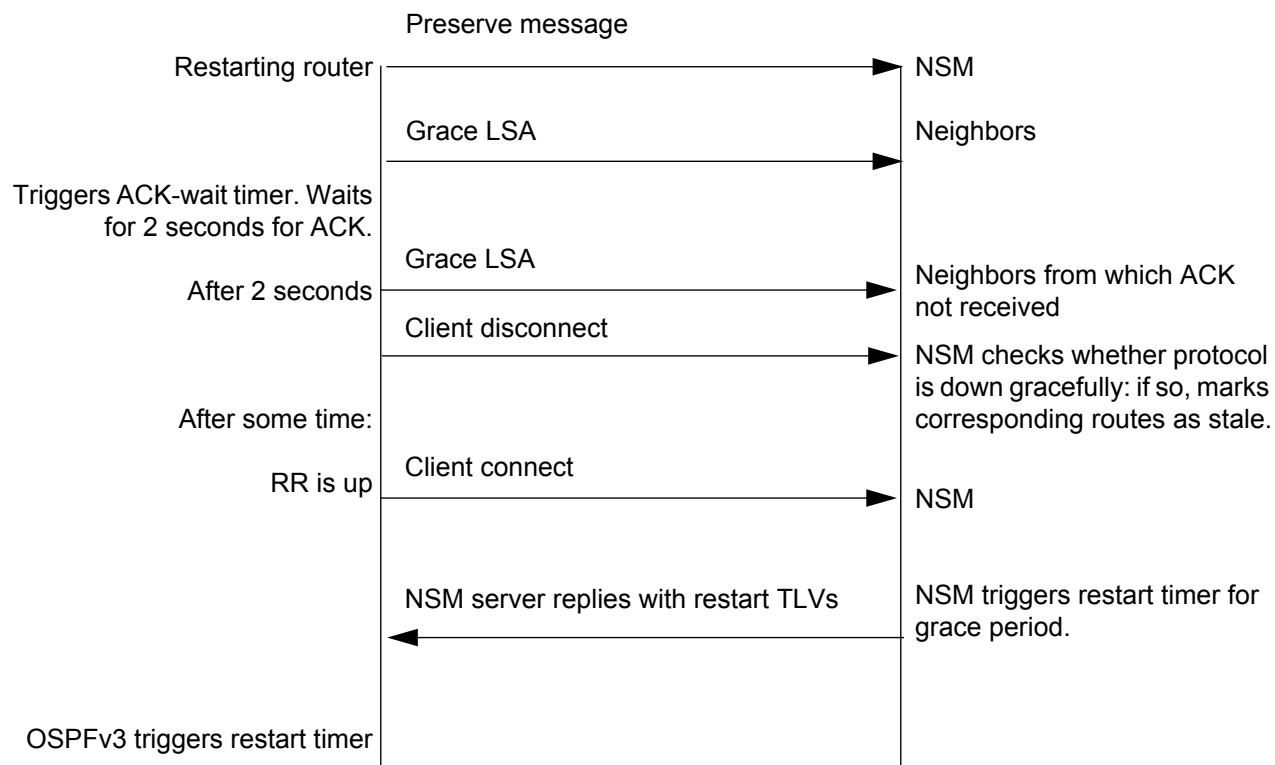 Preserve message
Restarting router
NSM
Grace LSA
Neighbors
Triggers ACK-wait timer. Waits
for 2 seconds for ACK.
Grace LSA
After 2 seconds
Neighbors from which ACK
not received
Client disconnect
NSM checks whether protocol
is down gracefully: if so, marks
corresponding routes as stale.
After some time:
Client connect
RR is up
NSM
NSM server replies with restart TLVs
NSM triggers restart timer for
grace period.
OSPFv3 triggers restart timer